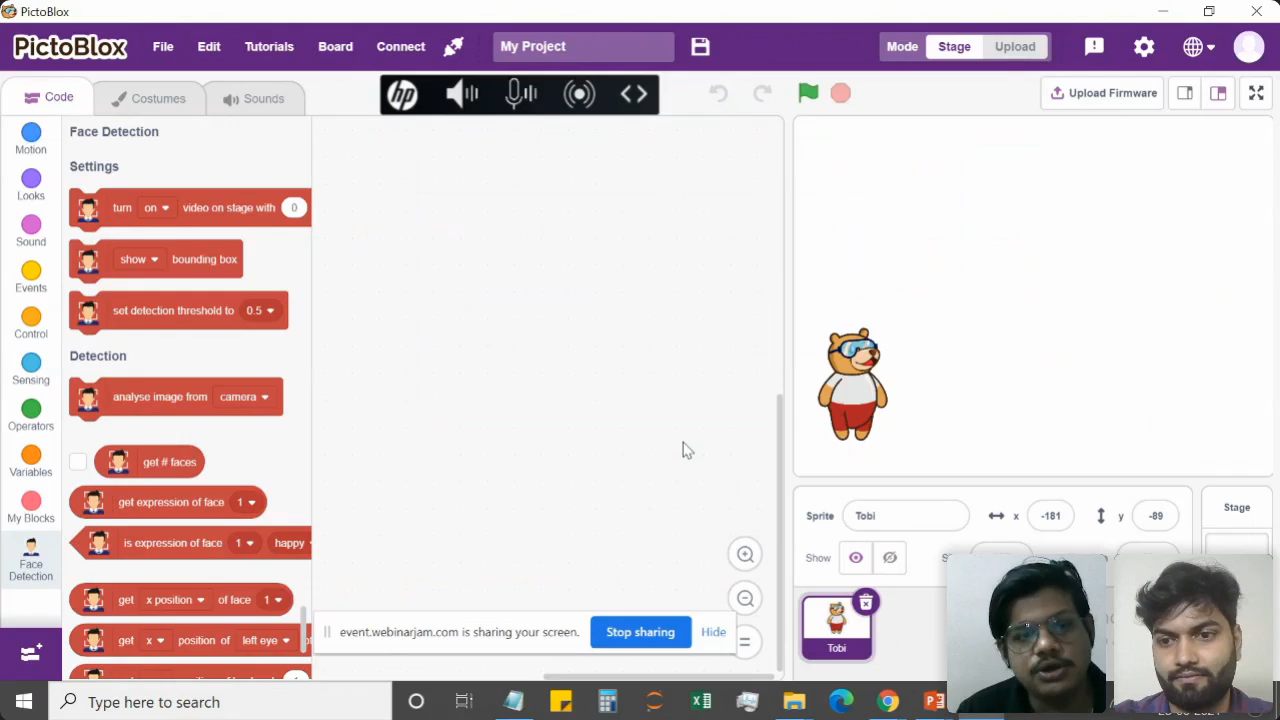 PictoBlox
PictoBlox File Edit Tutorials Board Connect My Project Mode Stage Upload
Code Costumes Sounds hp Upload Firmware
Motion
Looks
Sound
Events
Control
Sensing
Operators
Variables
My Blocks
Face
Detection
Face Detection
Settings
turn on video on stage with 0
show bounding box
set detection threshold to 0.5
Detection
analyse image from camera
get # faces
get expression of face 1
is expression of face 1 happy
get x position of face 1
get x position of left eye
event.webinarjam.com is sharing your screen. Stop sharing Hide
Sprite Tobi x -181 y -89
Show
Tobi
Stage
Type here to search